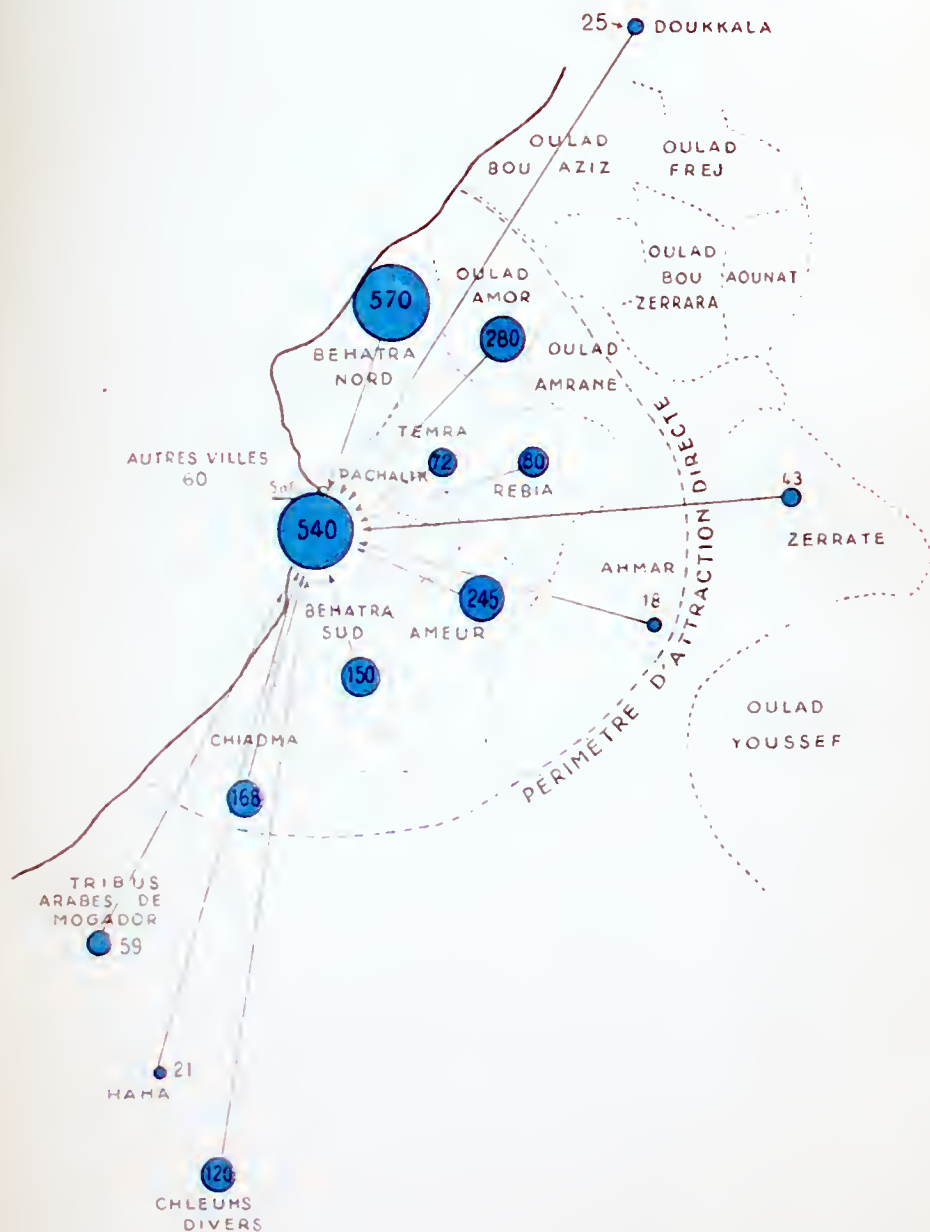 25 DOUKKALA
OULAD
BOU AZIZ
OULAD
FREJ
OULAD
BOU
ZERRARA
AOUNAT
OULAD
AMOR
570
280
BEHATRA
NORD
OULAD
AMRANE
TEMRA
72
80
REBIA
AUTRES VILLES
60
PACHALIK
Safi
540
43
ZERRATE
AHMAR
18
PÉRIMÈTRE D'ATTRACTION DIRECTE
BEHATRA
SUD
245
AMEUR
150
OULAD
YOUSSEF
CHIADMA
168
TRIBUS
ARABES DE
MOGADOR
59
21
HAHA
120
CHLEUHS
DIVERS